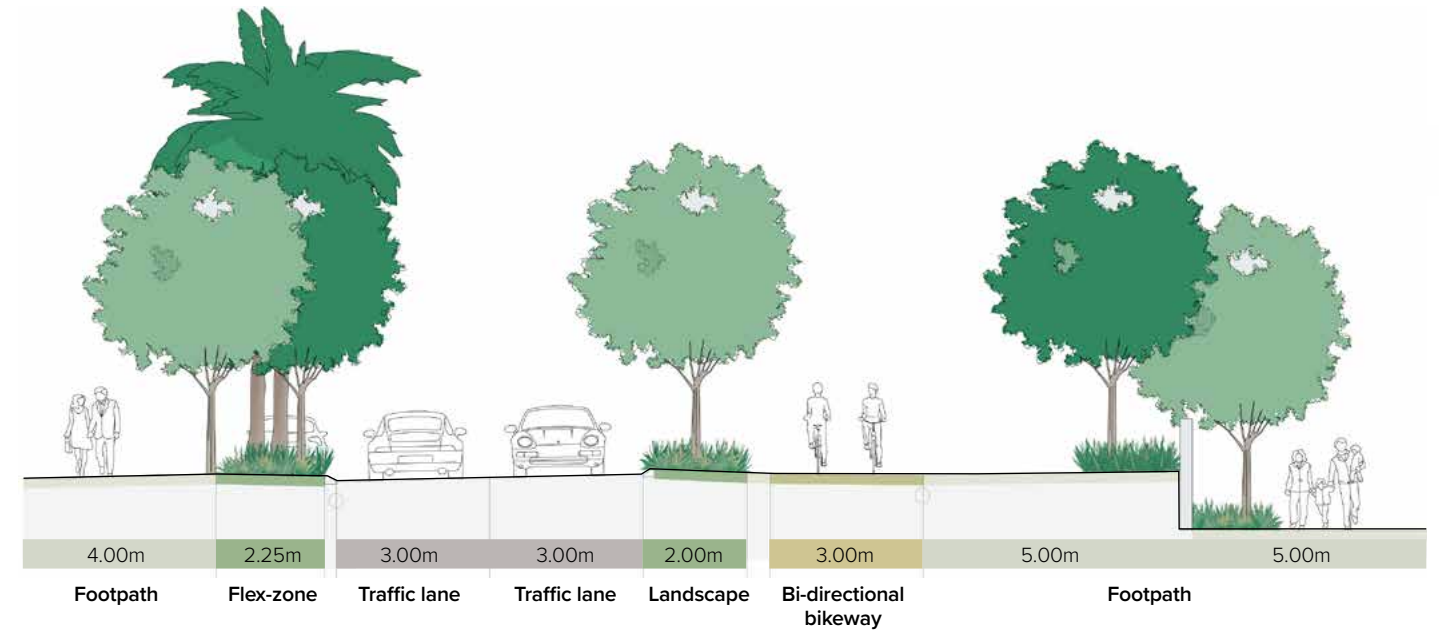 4.00m 2.25m 3.00m 3.00m 2.00m 3.00m 5.00m 5.00m
Footpath Flex-zone Traffic lane Traffic lane Landscape Bi-directional Footpath
bikeway